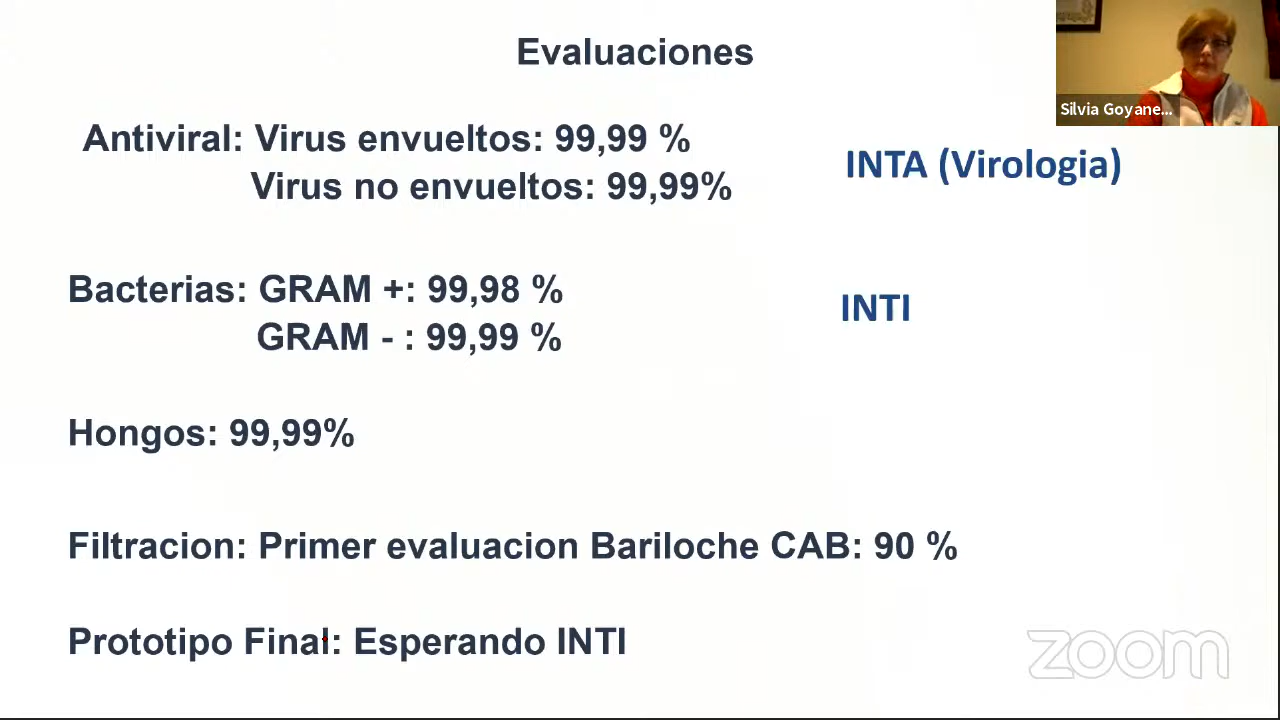 Evaluaciones
Silvia Goyane...
Antiviral: Virus envueltos: 99,99 %
Virus no envueltos: 99,99%
INTA (Virologia)
Bacterias: GRAM +: 99,98 %
GRAM - : 99,99 %
INTI
Hongos: 99,99%
Filtracion: Primer evaluacion Bariloche CAB: 90 %
Prototipo Final: Esperando INTI
zoom